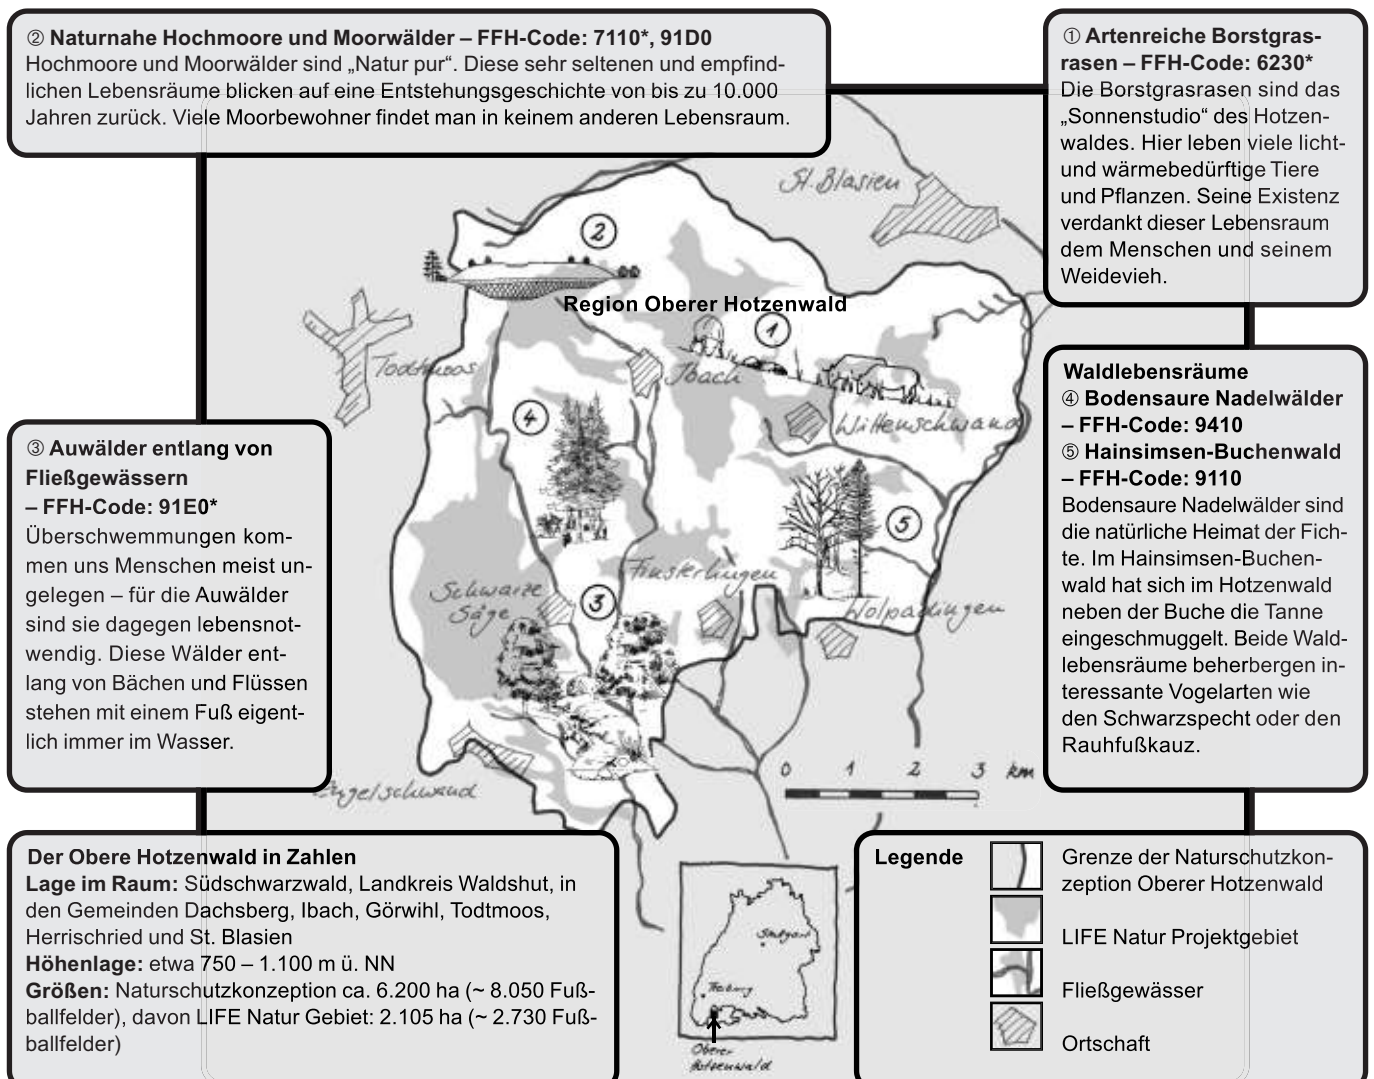 ② Naturnahe Hochmoore und Moorwälder – FFH-Code: 7110*, 91D0
Hochmoore und Moorwälder sind „Natur pur“. Diese sehr seltenen und empfind-
lichen Lebensräume blicken auf eine Entstehungsgeschichte von bis zu 10.000
Jahren zurück. Viele Moorbewohner findet man in keinem anderen Lebensraum.
① Artenreiche Borstgras-
rasen – FFH-Code: 6230*
Die Borstgrasrasen sind das
„Sonnenstudio“ des Hotzen-
waldes. Hier leben viele licht-
und wärmebedürftige Tiere
und Pflanzen. Seine Existenz
verdankt dieser Lebensraum
dem Menschen und seinem
Weidevieh.
St. Blasien
2
Region Oberer Hotzenwald
1
Todtmoos
Ibach
4
Wittenschwand
5
Finsterlingen
Schwarze
Säge
3
Wolpadingen
Engelschwand
0 1 2 3 km
③ Auwälder entlang von
Fließgewässern
– FFH-Code: 91E0*
Überschwemmungen kom-
men uns Menschen meist un-
gelegen – für die Auwälder
sind sie dagegen lebensnot-
wendig. Diese Wälder ent-
lang von Bächen und Flüssen
stehen mit einem Fuß eigent-
lich immer im Wasser.
Waldlebensräume
④ Bodensaure Nadelwälder
– FFH-Code: 9410
⑤ Hainsimsen-Buchenwald
– FFH-Code: 9110
Bodensaure Nadelwälder sind
die natürliche Heimat der Fich-
te. Im Hainsimsen-Buchen-
wald hat sich im Hotzenwald
neben der Buche die Tanne
eingeschmuggelt. Beide Wald-
lebensräume beherbergen in-
teressante Vogelarten wie
den Schwarzspecht oder den
Rauhfußkauz.
Der Obere Hotzenwald in Zahlen
Lage im Raum: Südschwarzwald, Landkreis Waldshut, in
den Gemeinden Dachsberg, Ibach, Görwihl, Todtmoos,
Herrischried und St. Blasien
Höhenlage: etwa 750 – 1.100 m ü. NN
Größen: Naturschutzkonzeption ca. 6.200 ha (~ 8.050 Fuß-
ballfelder), davon LIFE Natur Gebiet: 2.105 ha (~ 2.730 Fuß-
ballfelder)
Stuttgart
Freiburg
Oberer
Hotzenwald
Legende
Grenze der Naturschutzkon-
zeption Oberer Hotzenwald
LIFE Natur Projektgebiet
Fließgewässer
Ortschaft